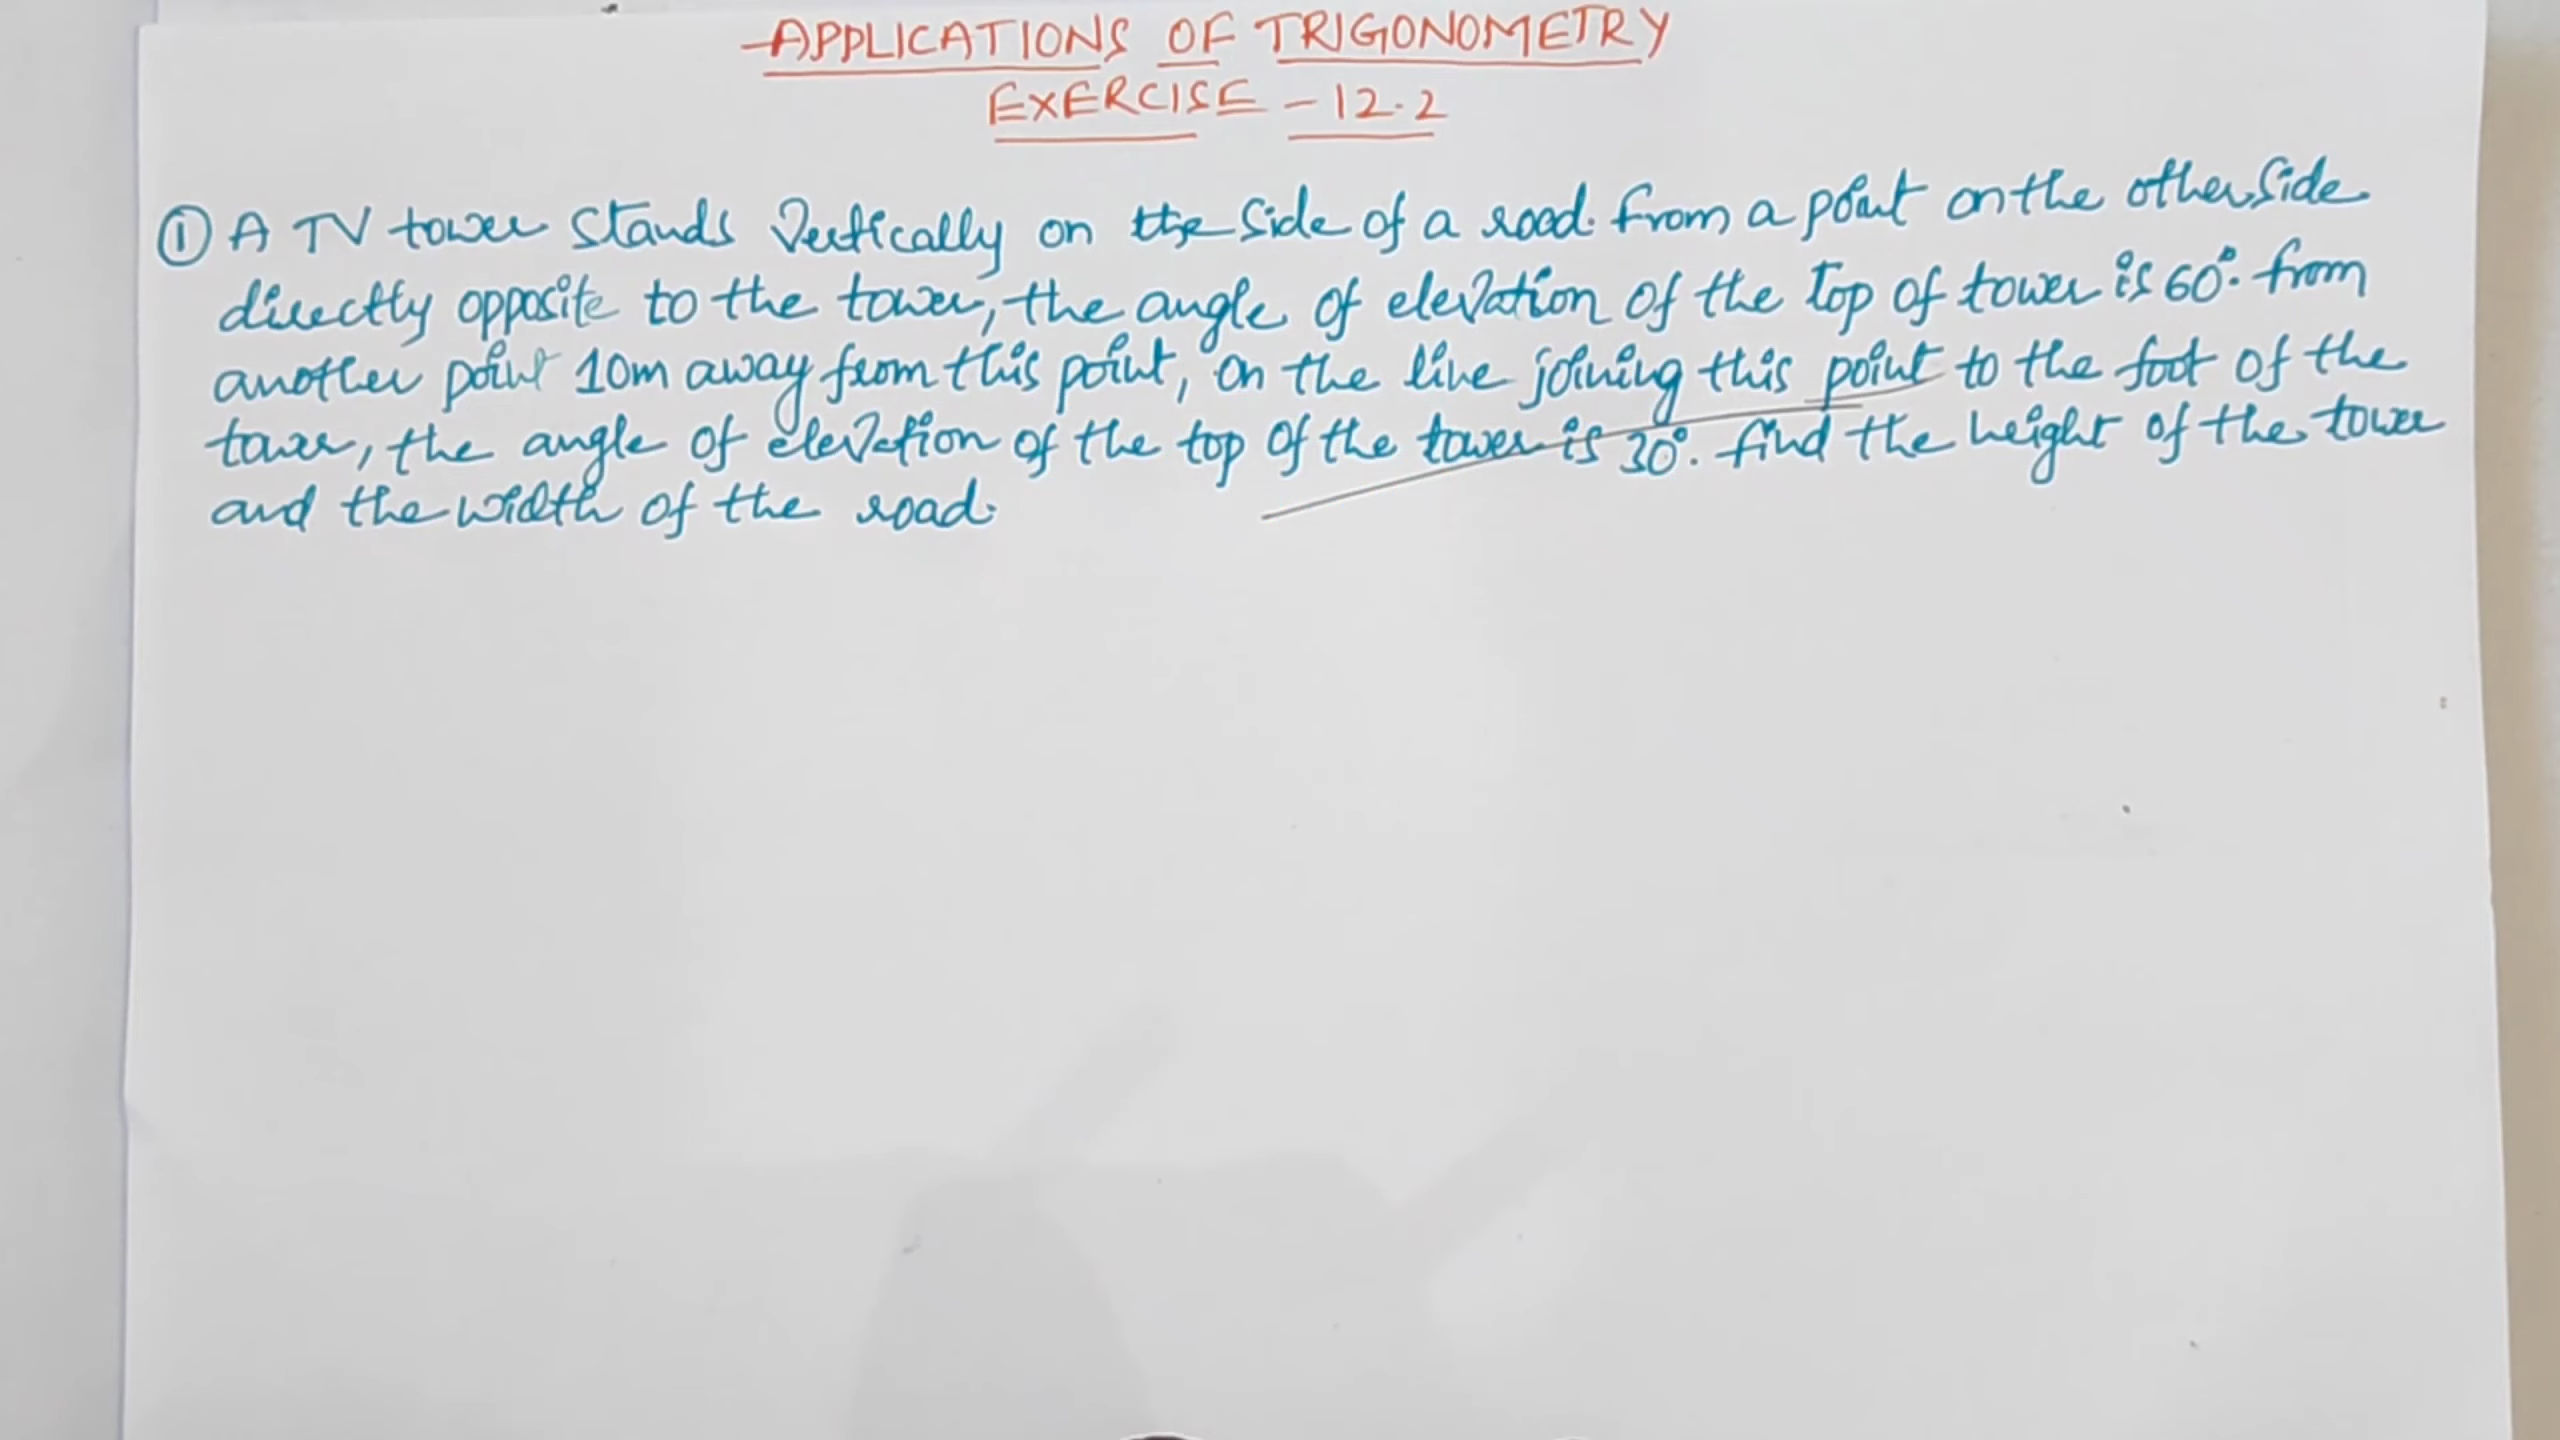 APPLICATIONS OF TRIGONOMETRY
EXERCISE - 12.2
① A TV tower stands Vertically on the side of a road. from a point on the other side
directly opposite to the tower, the angle of elevation of the top of tower is 60°. from
another point 10m away from this point, on the line joining this point to the foot of the
tower, the angle of elevation of the top of the tower is 30°. find the height of the tower
and the width of the road.